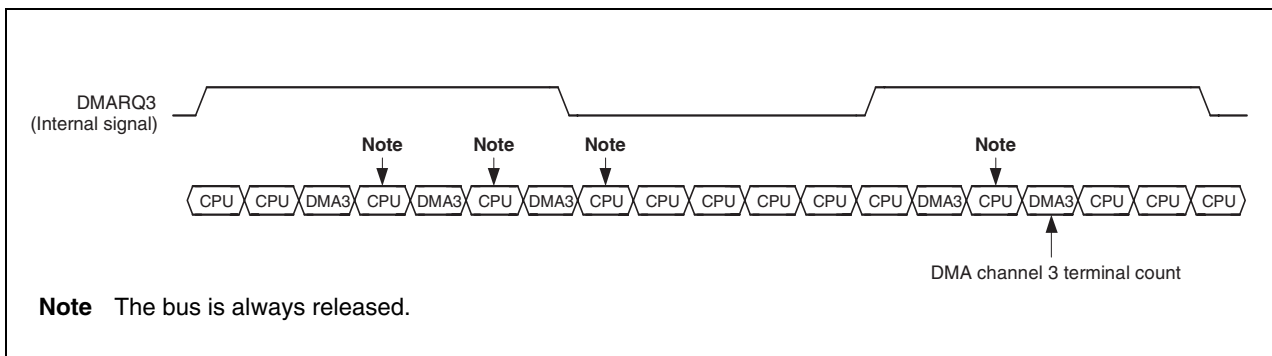 DMARQ3
(Internal signal)
Note Note Note Note
CPU CPU DMA3 CPU DMA3 CPU DMA3 CPU CPU CPU CPU CPU CPU DMA3 CPU DMA3 CPU CPU CPU
DMA channel 3 terminal count
Note The bus is always released.